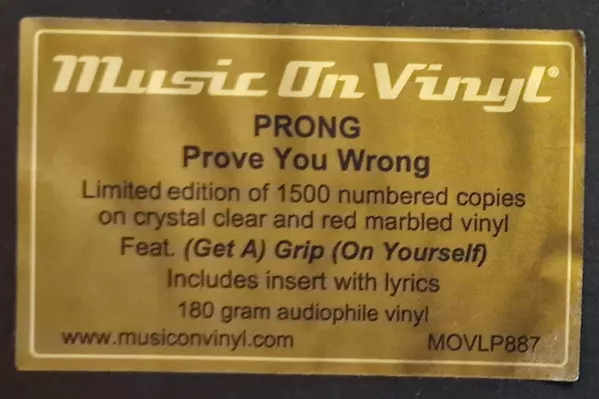 Music On Vinyl®
PRONG
Prove You Wrong
Limited edition of 1500 numbered copies
on crystal clear and red marbled vinyl
Feat. (Get A) Grip (On Yourself)
Includes insert with lyrics
180 gram audiophile vinyl
www.musiconvinyl.com MOVLP887